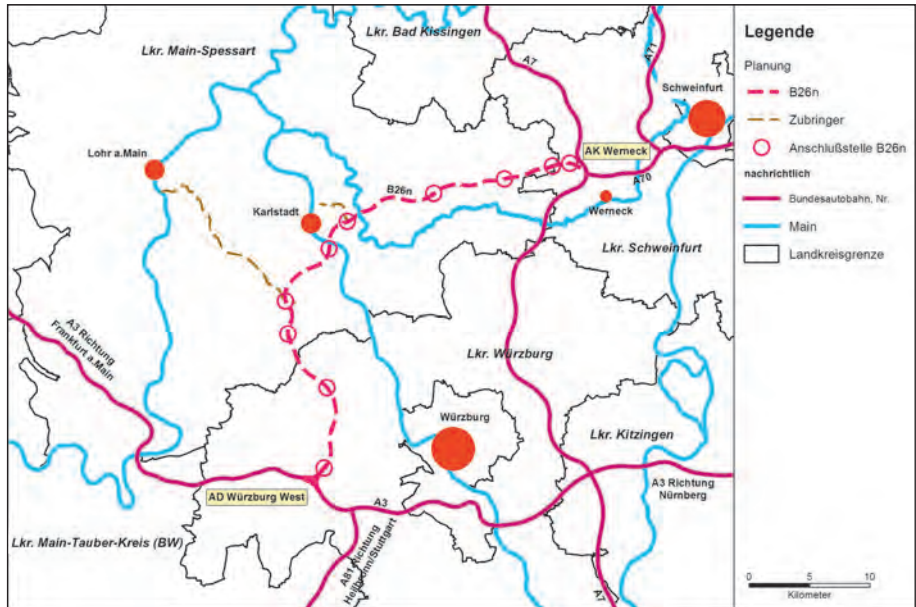 Lkr. Bad Kissingen
Lkr. Main-Spessart
A7
A71
Schweinfurt
Lohr a.Main
AK Werneck
B26n
A70
Karlstadt
Werneck
Lkr. Schweinfurt
A3 Richtung
Frankfurt a.Main
Lkr. Würzburg
Würzburg
Lkr. Kitzingen
AD Würzburg West
A3
A3 Richtung
Nürnberg
Lkr. Main-Tauber-Kreis (BW)
A81 Richtung
Heilbronn/Stuttgart
A7
Legende
Planung
B26n
Zubringer
Anschlußstelle B26n
nachrichtlich
Bundesautobahn, Nr.
Main
Landkreisgrenze
0 5 10
Kilometer